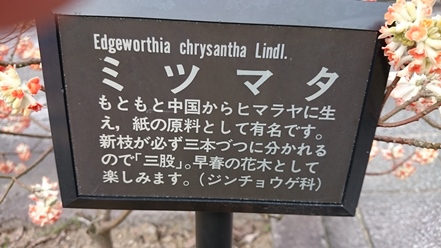 Edgeworthia chrysantha Lindl.
ミツマタ
もともと中国からヒマラヤに生
え，紙の原料として有名です。
新枝が必ず三本づつに分かれる
ので「三股」。早春の花木として
楽しみます。（ジンチョウゲ科）